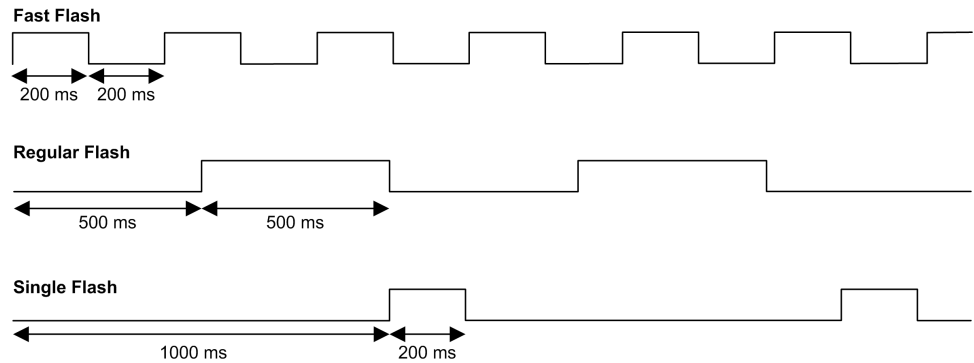 Fast Flash
200 ms 200 ms
Regular Flash
500 ms 500 ms
Single Flash
1000 ms 200 ms